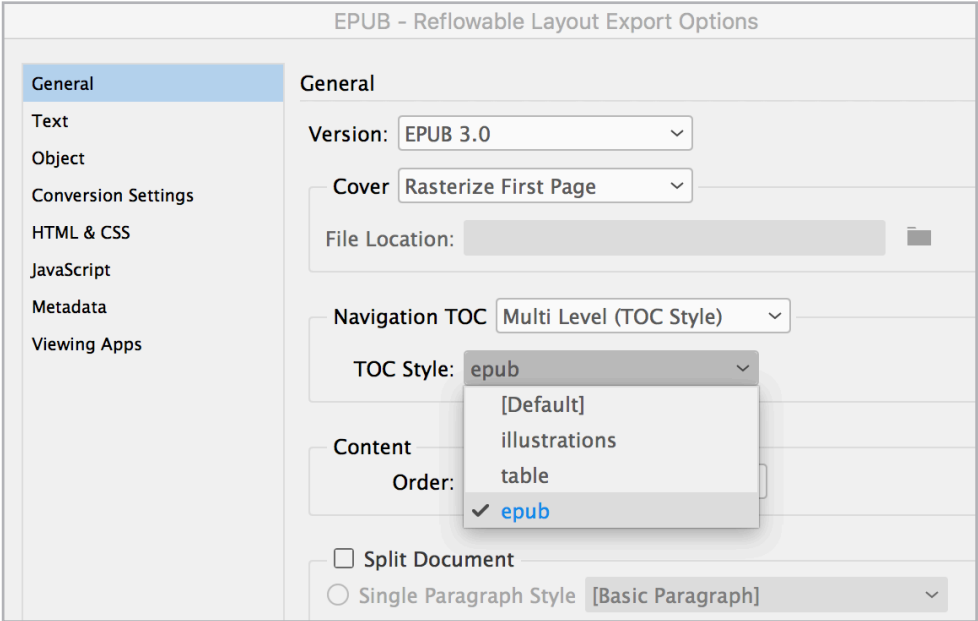 EPUB - Reflowable Layout Export Options
General
Text
Object
Conversion Settings
HTML & CSS
JavaScript
Metadata
Viewing Apps
General
Version: EPUB 3.0
Cover Rasterize First Page
File Location:
Navigation TOC Multi Level (TOC Style)
TOC Style: epub
[Default]
illustrations
table
epub
Content
Order:
Split Document
Single Paragraph Style [Basic Paragraph]